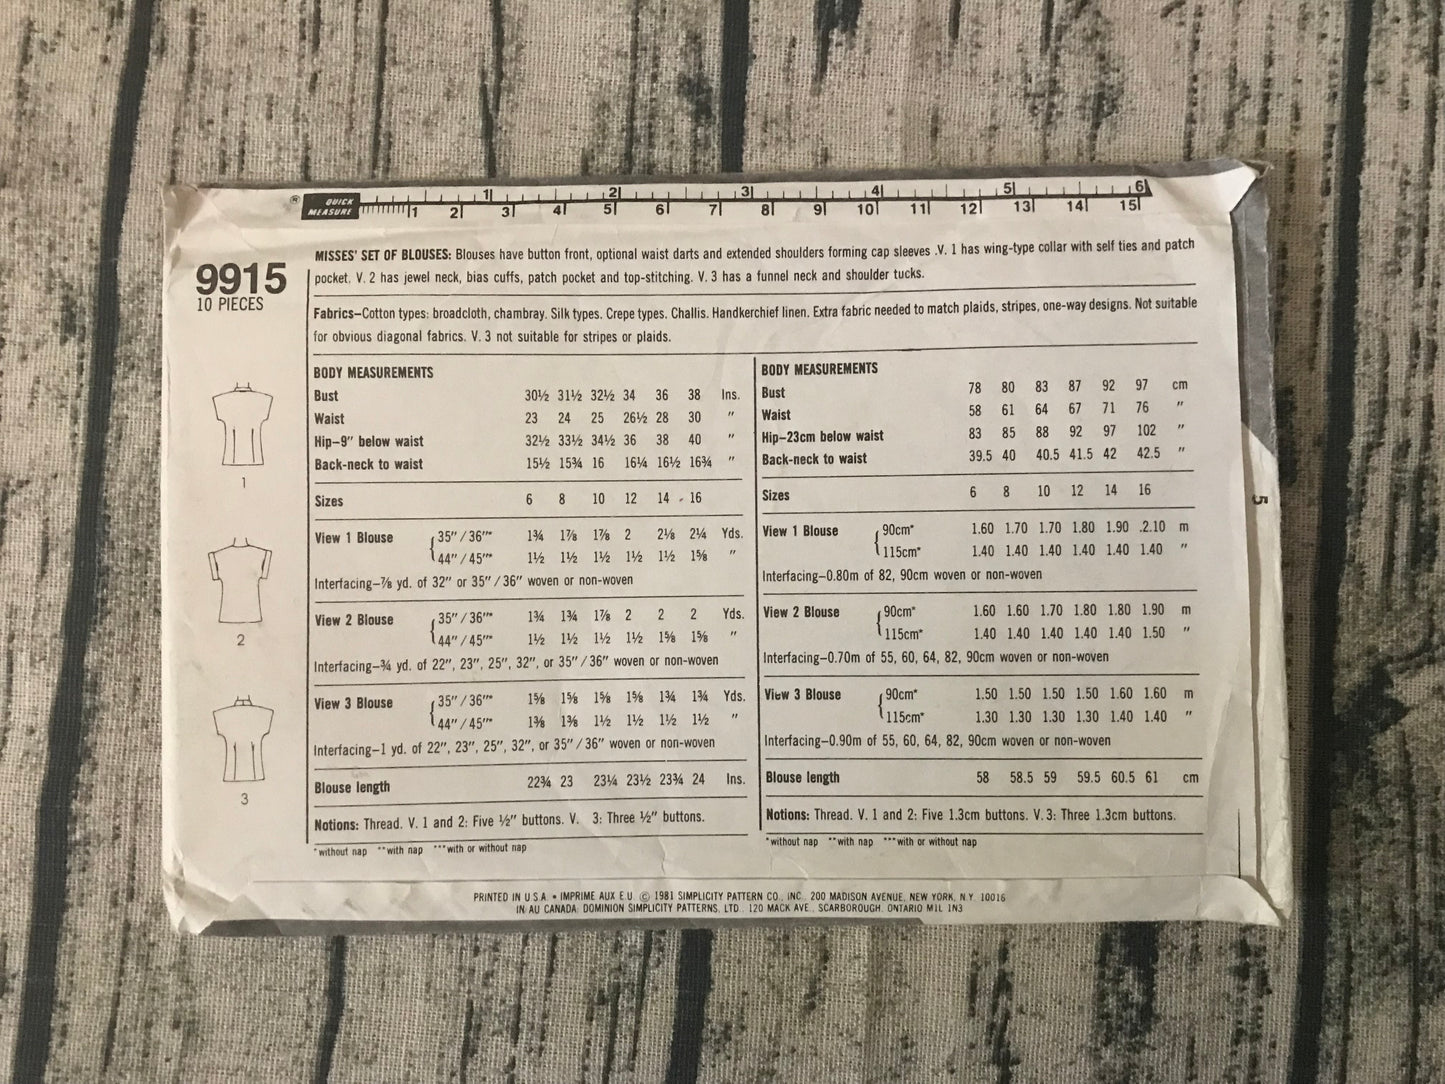 ® QUICK MEASURE
1 2 3 4 5 6
1 2 3 4 5 6 7 8 9 10 11 12 13 14 15
9915
10 PIECES
MISSES' SET OF BLOUSES: Blouses have button front, optional waist darts and extended shoulders forming cap sleeves .V. 1 has wing-type collar with self ties and patch
pocket. V. 2 has jewel neck, bias cuffs, patch pocket and top-stitching. V. 3 has a funnel neck and shoulder tucks.
Fabrics—Cotton types: broadcloth, chambray. Silk types. Crepe types. Challis. Handkerchief linen. Extra fabric needed to match plaids, stripes, one-way designs. Not suitable
for obvious diagonal fabrics. V. 3 not suitable for stripes or plaids.
1
2
3
BODY MEASUREMENTS
Bust 30½ 31½ 32½ 34 36 38 Ins.
Waist 23 24 25 26½ 28 30 "
Hip—9" below waist 32½ 33½ 34½ 36 38 40 "
Back-neck to waist 15½ 15¾ 16 16¼ 16½ 16¾ "
Sizes 6 8 10 12 14 16
View 1 Blouse 35"/36"** 1¾ 1⅞ 1⅞ 2 2⅛ 2¼ Yds.
44"/45"** 1½ 1½ 1½ 1½ 1½ 1⅝ "
Interfacing—⅞ yd. of 32" or 35"/36" woven or non-woven
View 2 Blouse 35"/36"** 1¾ 1¾ 1⅞ 2 2 2 Yds.
44"/45"** 1½ 1½ 1½ 1½ 1⅝ 1⅝ "
Interfacing—¾ yd. of 22", 23", 25", 32", or 35"/36" woven or non-woven
View 3 Blouse 35"/36"** 1⅝ 1⅝ 1⅝ 1⅝ 1¾ 1¾ Yds.
44"/45"** 1⅜ 1⅜ 1½ 1½ 1½ 1½ "
Interfacing—1 yd. of 22", 23", 25", 32", or 35"/36" woven or non-woven
Blouse length 22¾ 23 23¼ 23½ 23¾ 24 Ins.
Notions: Thread. V. 1 and 2: Five ½" buttons. V. 3: Three ½" buttons.
*without nap **with nap ***with or without nap
BODY MEASUREMENTS
Bust 78 80 83 87 92 97 cm
Waist 58 61 64 67 71 76 "
Hip—23cm below waist 83 85 88 92 97 102 "
Back-neck to waist 39.5 40 40.5 41.5 42 42.5 "
Sizes 6 8 10 12 14 16
View 1 Blouse 90cm* 1.60 1.70 1.70 1.80 1.90 .2.10 m
115cm* 1.40 1.40 1.40 1.40 1.40 1.40 "
Interfacing—0.80m of 82, 90cm woven or non-woven
View 2 Blouse 90cm* 1.60 1.60 1.70 1.80 1.80 1.90 m
115cm* 1.40 1.40 1.40 1.40 1.40 1.50 "
Interfacing—0.70m of 55, 60, 64, 82, 90cm woven or non-woven
View 3 Blouse 90cm* 1.50 1.50 1.50 1.50 1.60 1.60 m
115cm* 1.30 1.30 1.30 1.30 1.40 1.40 "
Interfacing—0.90m of 55, 60, 64, 82, 90cm woven or non-woven
Blouse length 58 58.5 59 59.5 60.5 61 cm
Notions: Thread. V. 1 and 2: Five 1.3cm buttons. V. 3: Three 1.3cm buttons.
*without nap **with nap ***with or without nap
5
PRINTED IN U.S.A. • IMPRIME AUX E.U. © 1981 SIMPLICITY PATTERN CO., INC., 200 MADISON AVENUE, NEW YORK, N.Y. 10016
IN/AU CANADA: DOMINION SIMPLICITY PATTERNS, LTD., 120 MACK AVE., SCARBOROUGH, ONTARIO M1L 1N3